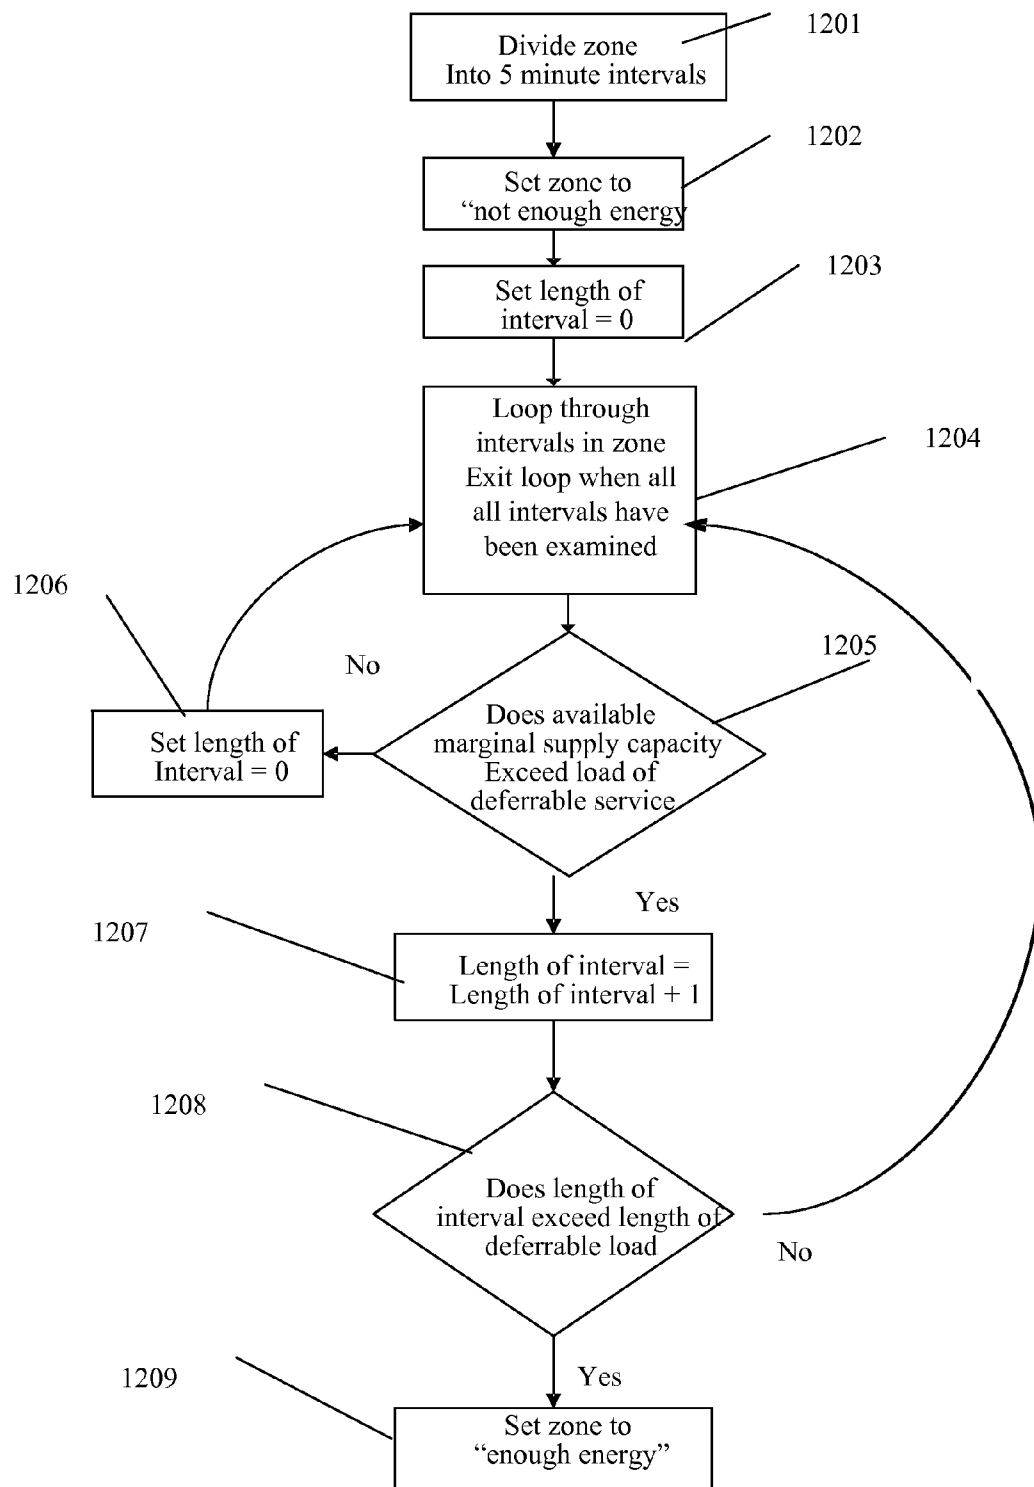 1201
Divide zone
Into 5 minute intervals
1202
Set zone to
“not enough energy
1203
Set length of
interval = 0
Loop through
intervals in zone
Exit loop when all
all intervals have
been examined
1204
1206
No
1205
Set length of
Interval = 0
Does available
marginal supply capacity
Exceed load of
deferrable service
Yes
1207
Length of interval =
Length of interval + 1
1208
Does length of
interval exceed length of
deferrable load
No
Yes
1209
Set zone to
“enough energy”